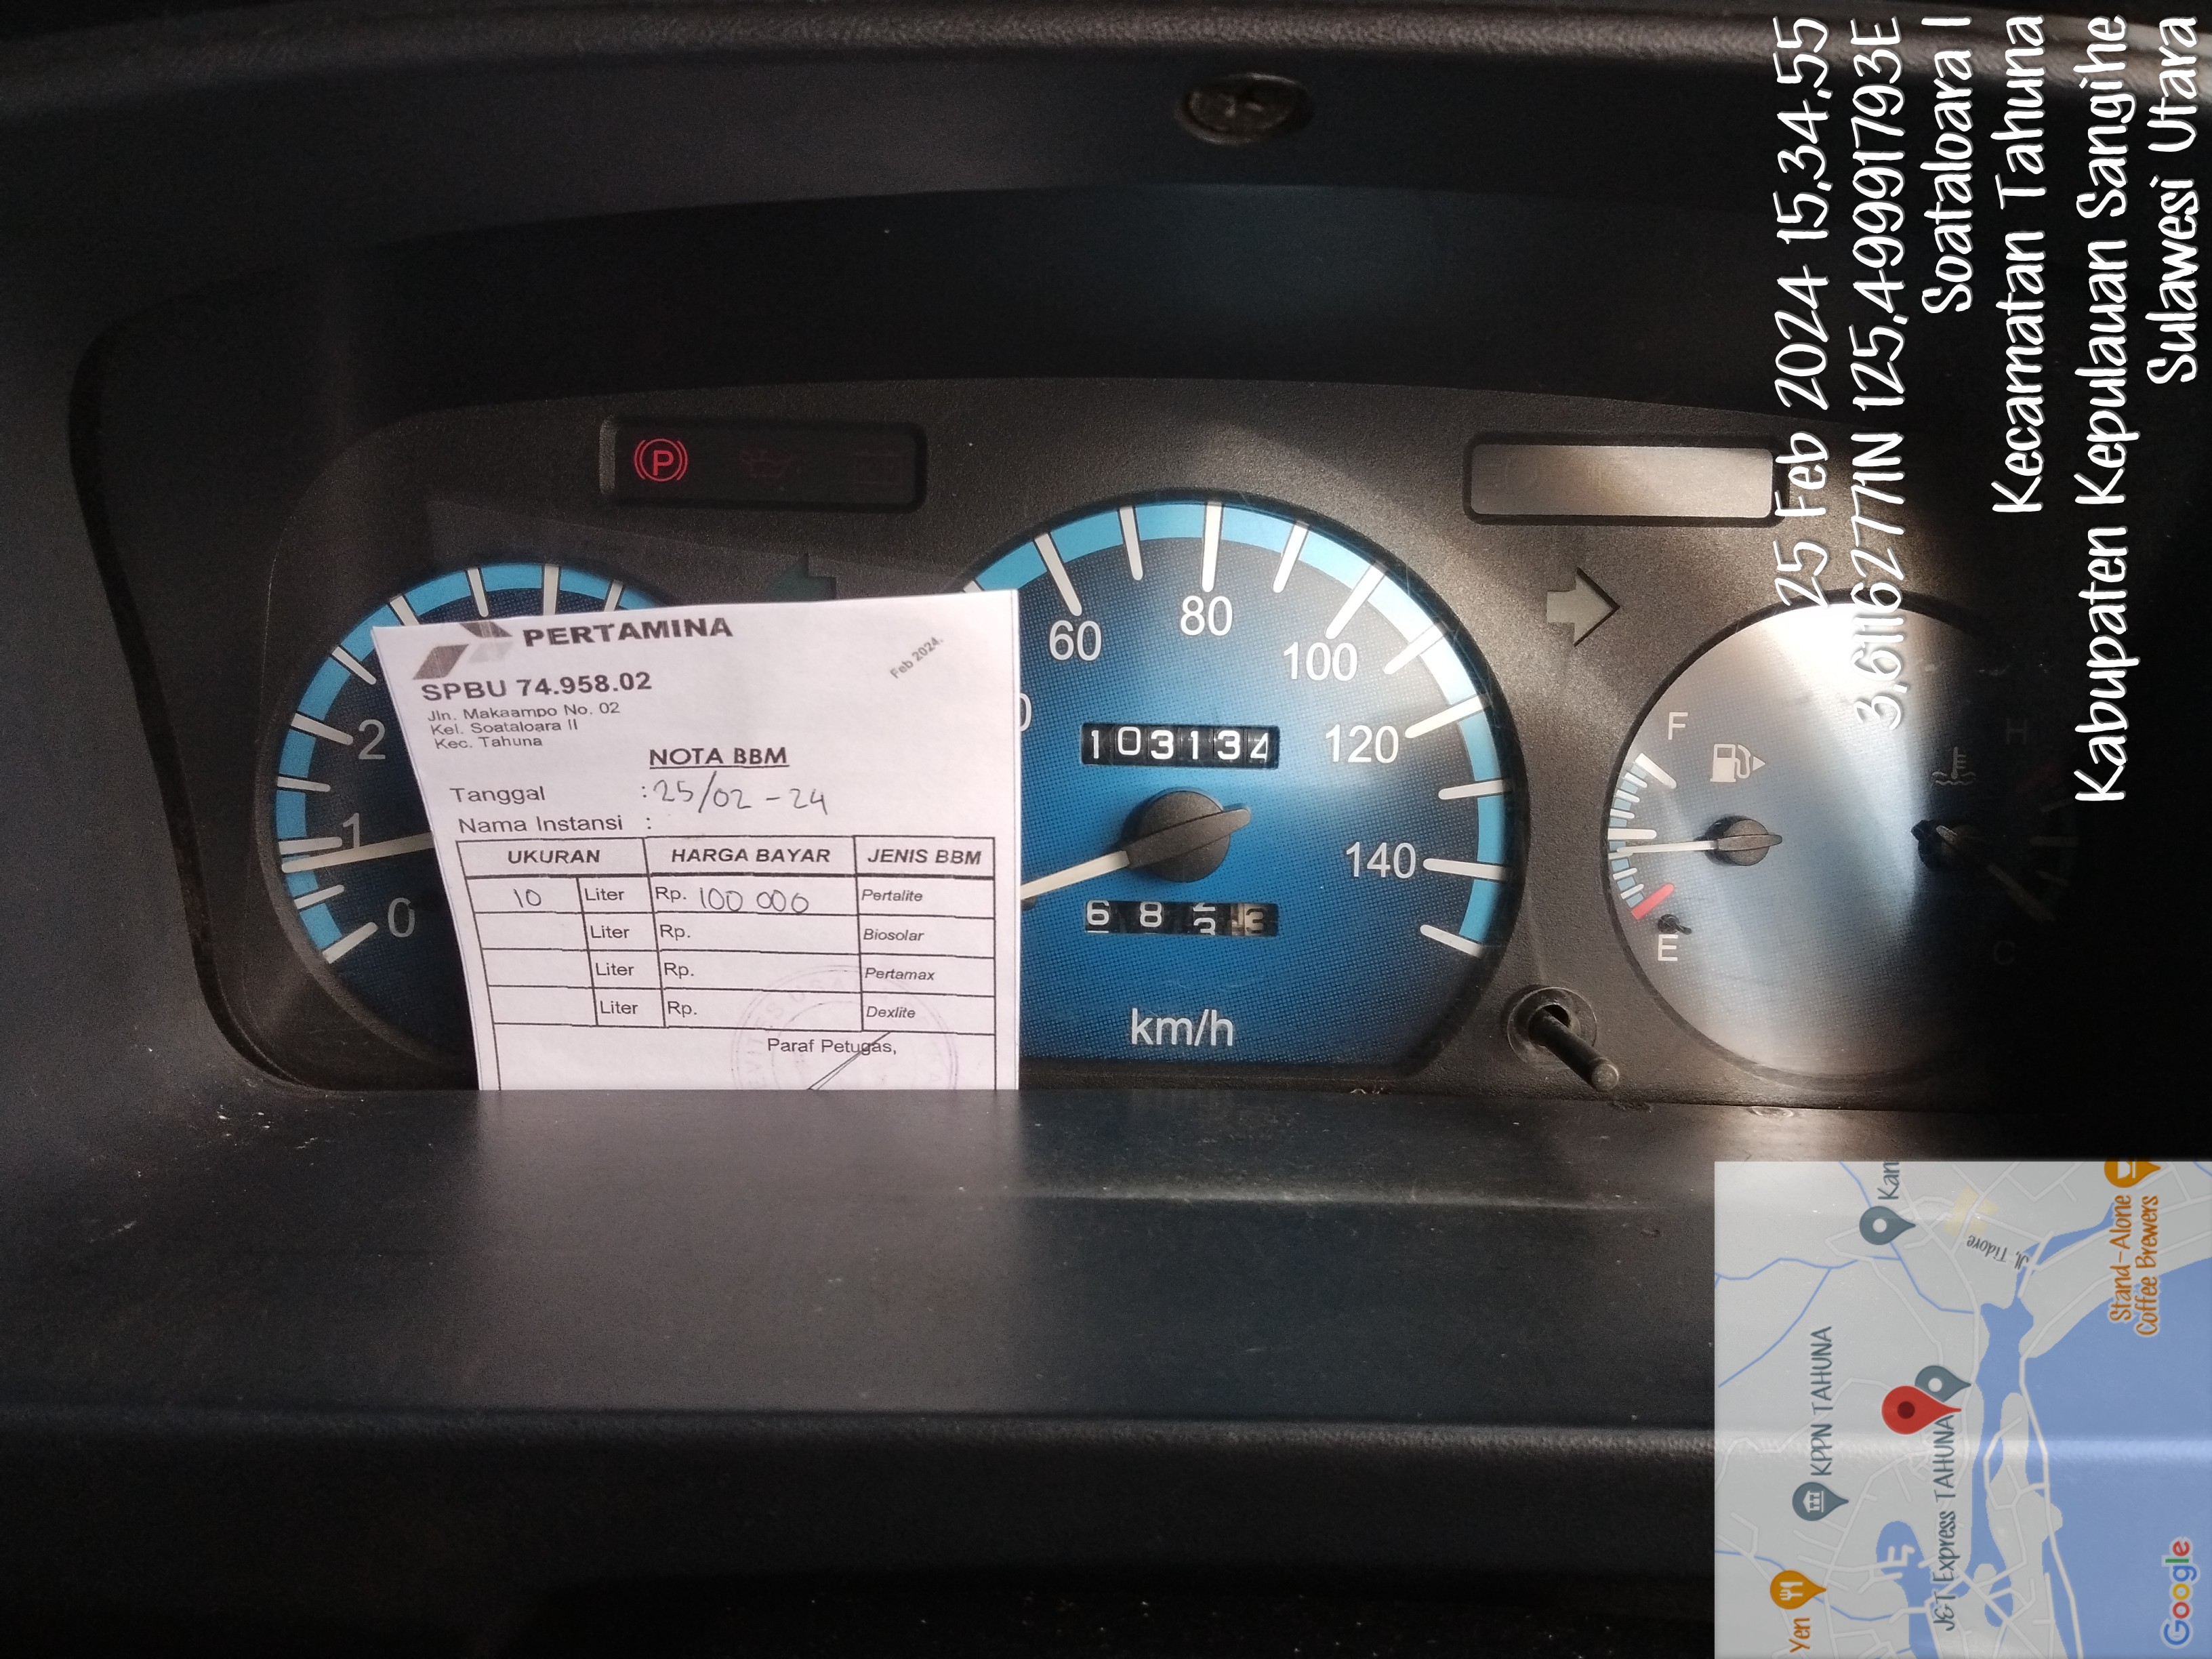 25 Feb 2024 15.34.55
3,61162771N 125,49991793E
Soataloara I
Kecamatan Tahuna
Kabupaten Kepulauan Sangihe
Sulawesi Utara
PERTAMINA
Feb 2024.
SPBU 74.958.02
Jln. Makaampo No. 02
Kel. Soataloara II
Kec. Tahuna
NOTA BBM
Tanggal : 25/02 - 24
Nama Instansi :
UKURAN HARGA BAYAR JENIS BBM
10 Liter Rp. 100 000 Pertalite
Liter Rp. Biosolar
Liter Rp. Pertamax
Liter Rp. Dexlite
Paraf Petugas,
P
0
1
2
60
80
100
120
140
103134
km/h
F
E
H
C
Kan
Jl. Tidore
Stand-Alone
Coffee Brewers
KPPN TAHUNA
J&T Express TAHUNA
Yen
Google